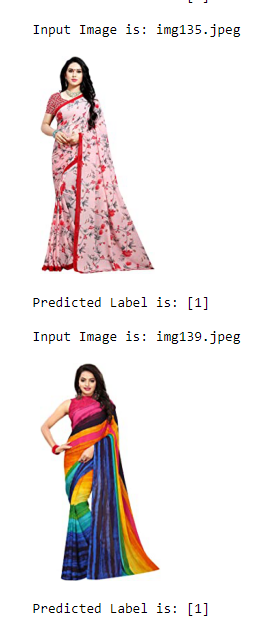 Input Image is: img135.jpeg
Predicted Label is: [1]
Input Image is: img139.jpeg
Predicted Label is: [1]